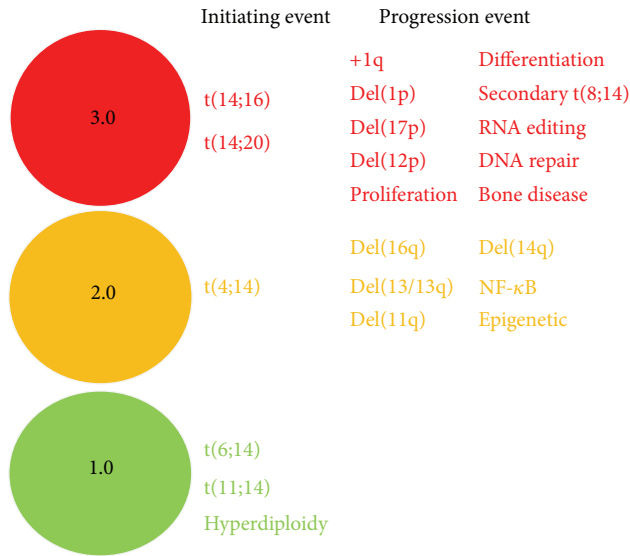 Initiating event Progression event
3.0
t(14;16)
t(14;20)
+1q Differentiation
Del(1p) Secondary t(8;14)
Del(17p) RNA editing
Del(12p) DNA repair
Proliferation Bone disease
2.0
t(4;14)
Del(16q) Del(14q)
Del(13/13q) NF-κB
Del(11q) Epigenetic
1.0
t(6;14)
t(11;14)
Hyperdiploidy